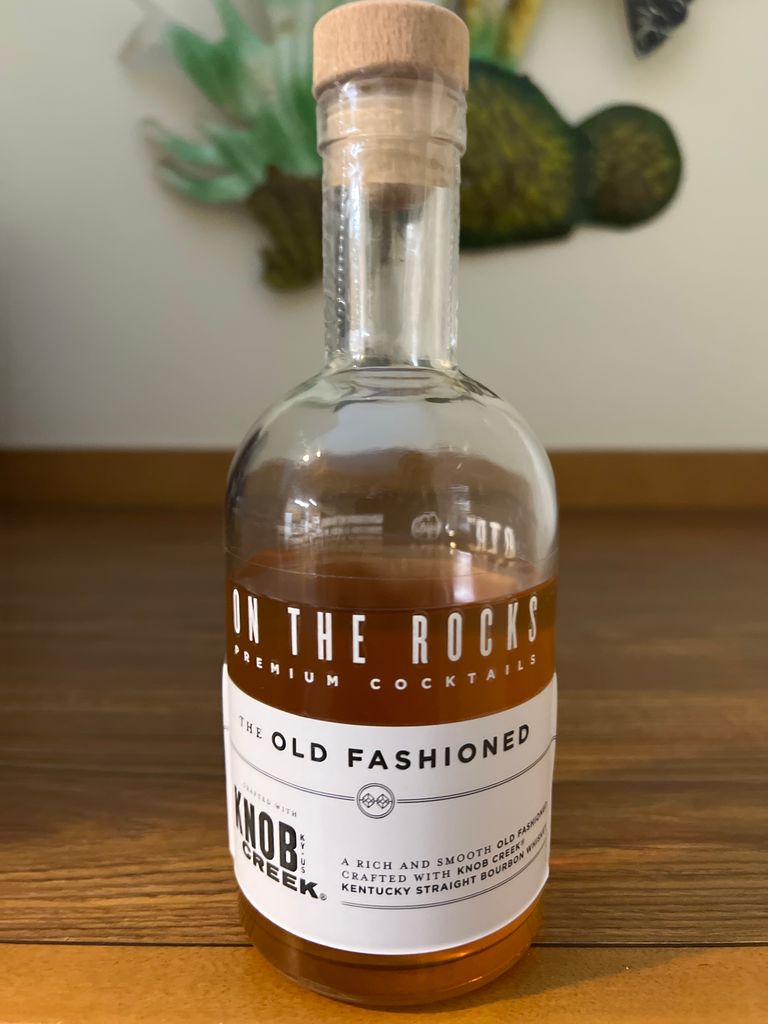 ON THE ROCKS
PREMIUM COCKTAILS
THE OLD FASHIONED
CRAFTED WITH
KNOB
CREEK®
KY·US
A RICH AND SMOOTH OLD FASHIONED
CRAFTED WITH KNOB CREEK®
KENTUCKY STRAIGHT BOURBON WHISKEY